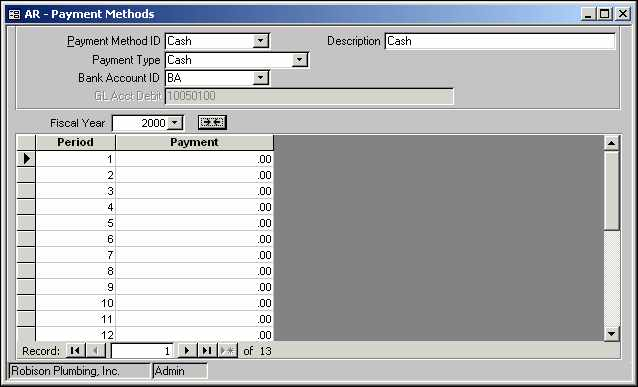 AR - Payment Methods
Payment Method ID Cash Description Cash
Payment Type Cash
Bank Account ID BA
GL Acct Debit 10050100
Fiscal Year 2000
Period Payment
1 .00
2 .00
3 .00
4 .00
5 .00
6 .00
7 .00
8 .00
9 .00
10 .00
11 .00
12 .00
Record: 1 of 13
Robison Plumbing, Inc. Admin